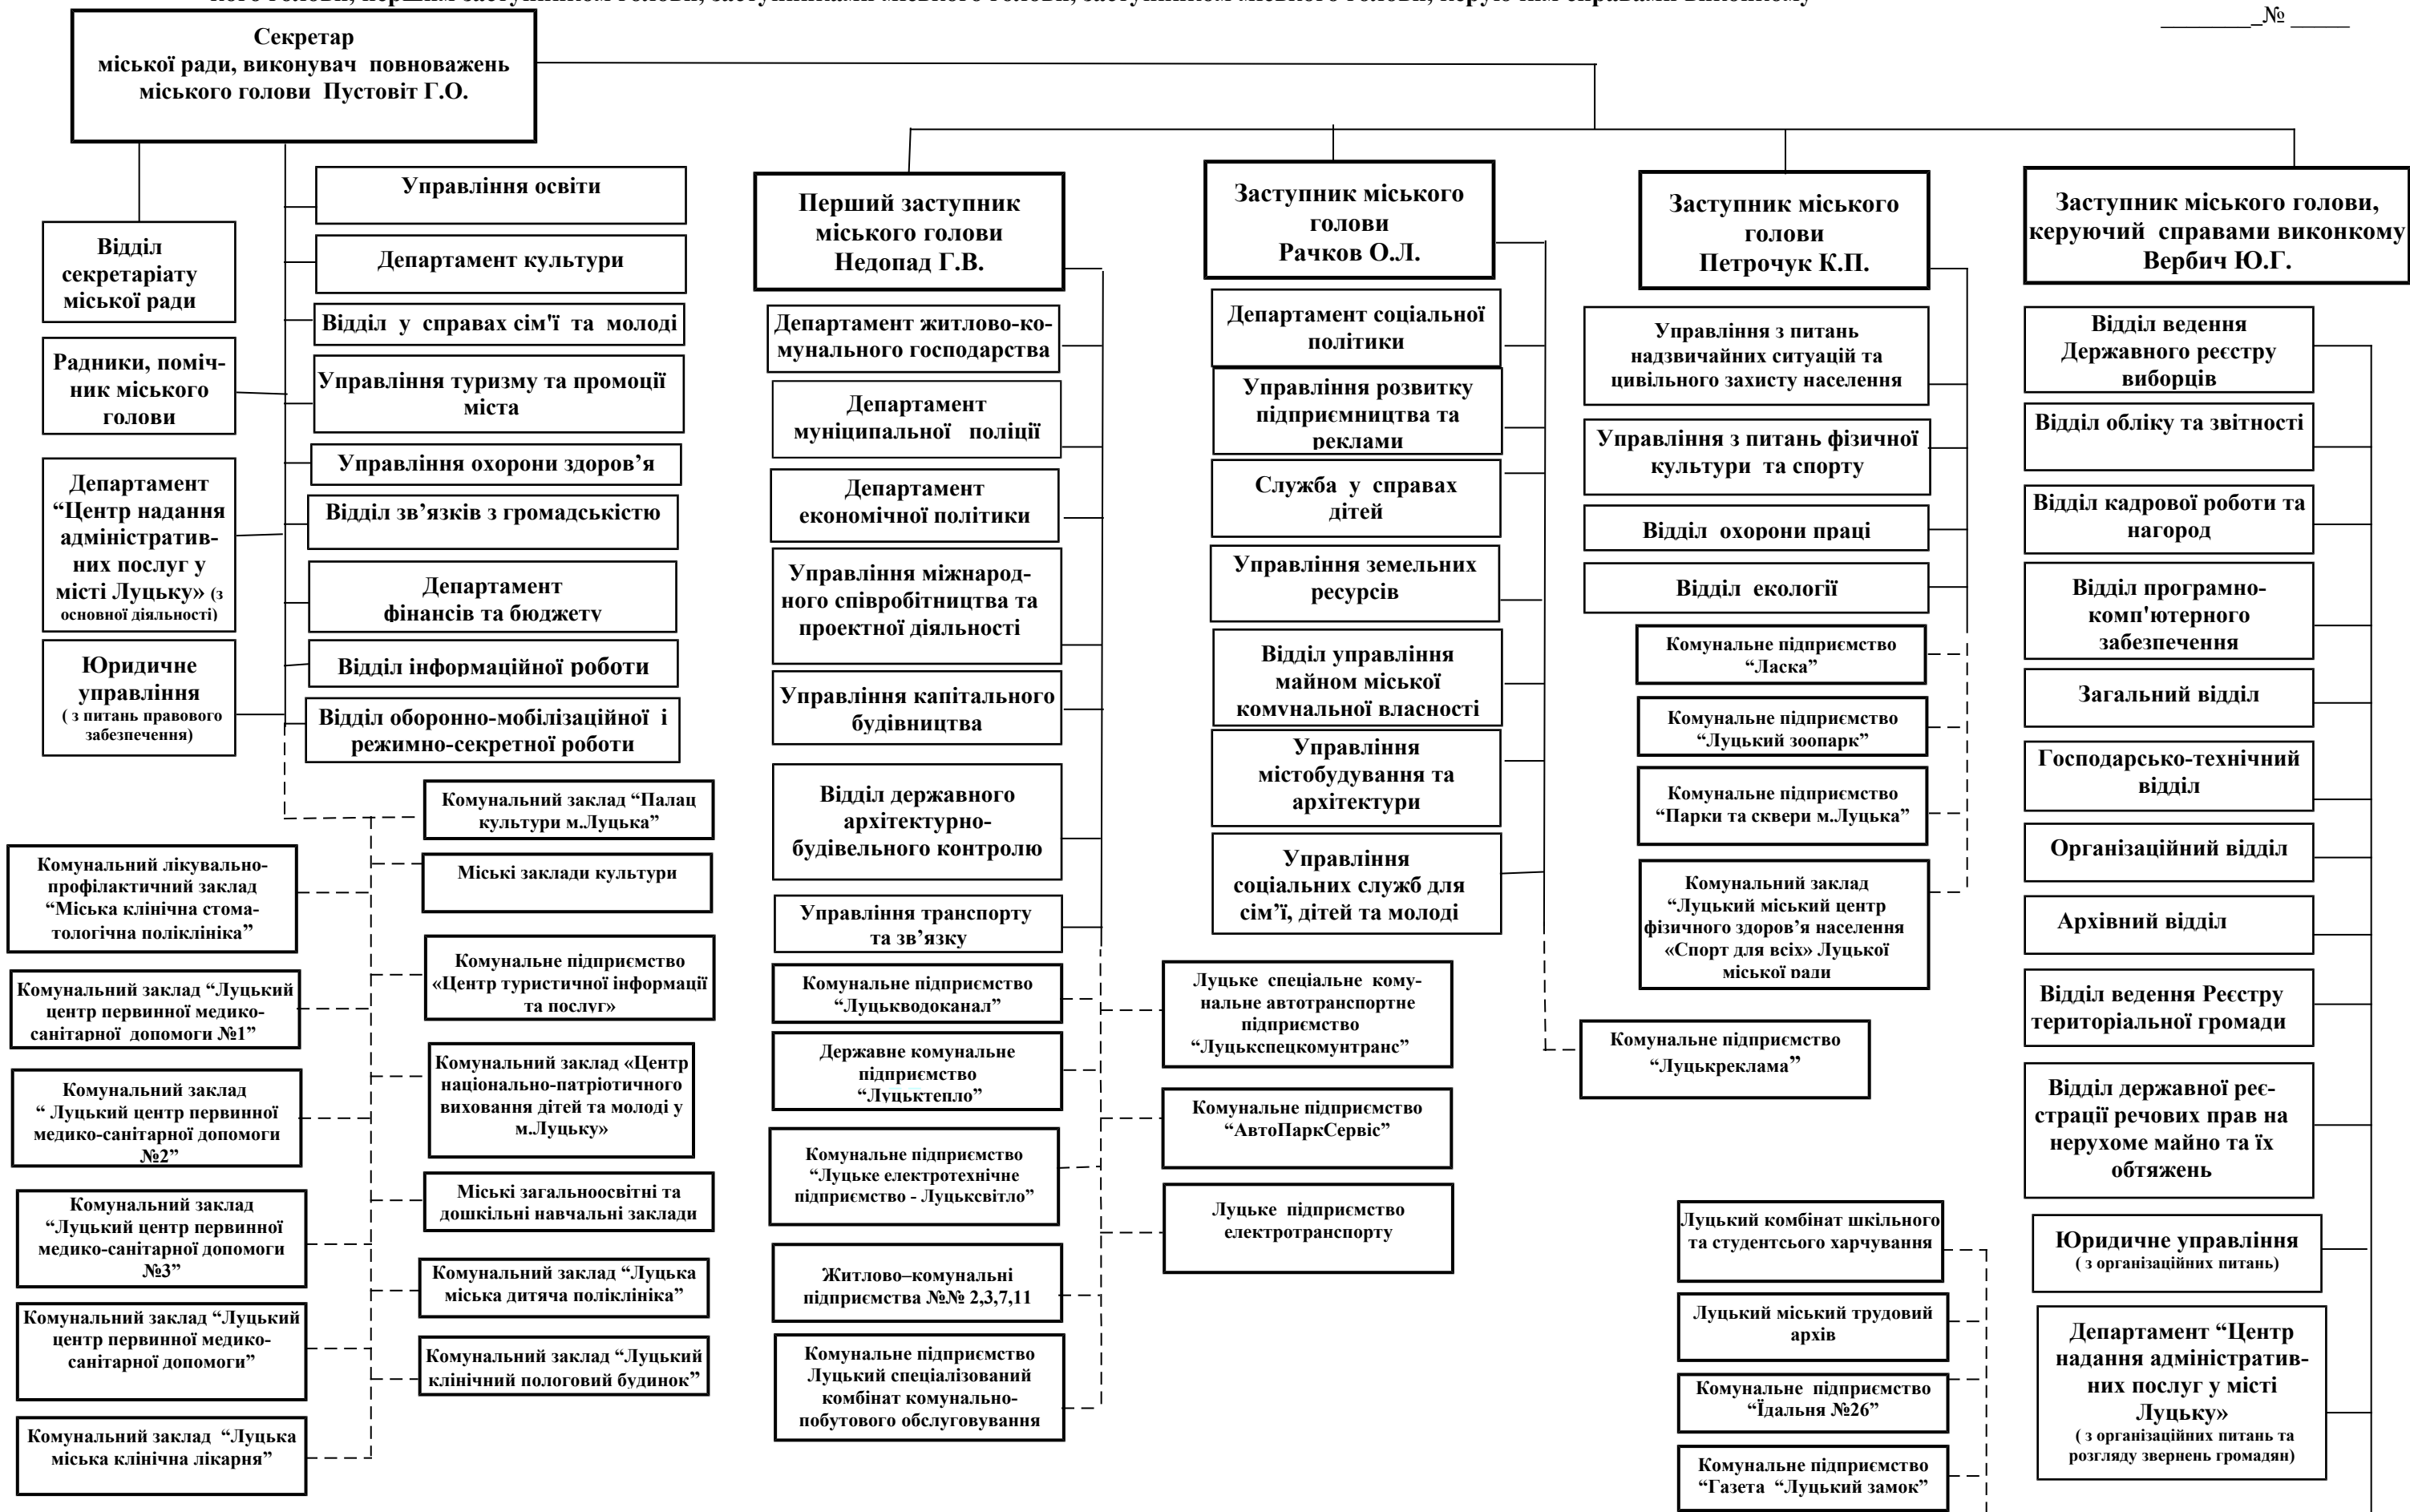 кого голови, першим заступником голови, заступниками міського голови, заступником міського голови, керуючим справами виконкому
_________№ _____
Секретар
міської ради, виконувач повноважень
міського голови Пустовіт Г.О.
Відділ
секретаріату
міської ради
Радники, поміч-
ник міського
голови
Департамент
“Центр надання
адміністратив-
них послуг у
місті Луцьку» (з
основної діяльності)
Юридичне
управління
( з питань правового
забезпечення)
Управління освіти
Департамент культури
Відділ у справах сім'ї та молоді
Управління туризму та промоції
міста
Управління охорони здоров’я
Відділ зв’язків з громадськістю
Департамент
фінансів та бюджету
Відділ інформаційної роботи
Відділ оборонно-мобілізаційної і
режимно-секретної роботи
Комунальний лікувально-
профілактичний заклад
“Міська клінічна стома-
тологічна поліклініка”
Комунальний заклад “Луцький
центр первинної медико-
санітарної допомоги №1”
Комунальний заклад
“ Луцький центр первинної
медико-санітарної допомоги
№2”
Комунальний заклад
“Луцький центр первинної
медико-санітарної допомоги
№3”
Комунальний заклад “Луцький
центр первинної медико-
санітарної допомоги”
Комунальний заклад “Луцька
міська клінічна лікарня”
Комунальний заклад “Палац
культури м.Луцька”
Міські заклади культури
Комунальне підприємство
«Центр туристичної інформації
та послуг»
Комунальний заклад «Центр
національно-патріотичного
виховання дітей та молоді у
м.Луцьку»
Міські загальноосвітні та
дошкільні навчальні заклади
Комунальний заклад “Луцька
міська дитяча поліклініка”
Комунальний заклад “Луцький
клінічний пологовий будинок”
Перший заступник
міського голови
Недопад Г.В.
Департамент житлово-ко-
мунального господарства
Департамент
муніципальної поліції
Департамент
економічної політики
Управління міжнарод-
ного співробітництва та
проектної діяльності
Управління капітального
будівництва
Відділ державного
архітектурно-
будівельного контролю
Управління транспорту
та зв’язку
Комунальне підприємство
“Луцькводоканал”
Державне комунальне
підприємство
“Луцьктепло”
Комунальне підприємство
“Луцьке електротехнічне
підприємство - Луцьксвітло”
Житлово–комунальні
підприємства №№ 2,3,7,11
Комунальне підприємство
Луцький спеціалізований
комбінат комунально-
побутового обслуговування
Луцьке спеціальне кому-
нальне автотранспортне
підприємство
“Луцькспецкомунтранс”
Комунальне підприємство
“АвтоПаркСервіс”
Луцьке підприємство
електротранспорту
Заступник міського
голови
Рачков О.Л.
Департамент соціальної
політики
Управління розвитку
підприємництва та
реклами
Служба у справах
дітей
Управління земельних
ресурсів
Відділ управління
майном міської
комунальної власності
Управління
містобудування та
архітектури
Управління
соціальних служб для
сім’ї, дітей та молоді
Комунальне підприємство
“Луцькреклама”
Заступник міського
голови
Петрочук К.П.
Управління з питань
надзвичайних ситуацій та
цивільного захисту населення
Управління з питань фізичної
культури та спорту
Відділ охорони праці
Відділ екології
Комунальне підприємство
“Ласка”
Комунальне підприємство
“Луцький зоопарк”
Комунальне підприємство
“Парки та сквери м.Луцька”
Комунальний заклад
“Луцький міський центр
фізичного здоров’я населення
«Спорт для всіх» Луцької
міської ради
Заступник міського голови,
керуючий справами виконкому
Вербич Ю.Г.
Відділ ведення
Державного реєстру
виборців
Відділ обліку та звітності
Відділ кадрової роботи та
нагород
Відділ програмно-
комп'ютерного
забезпечення
Загальний відділ
Господарсько-технічний
відділ
Організаційний відділ
Архівний відділ
Відділ ведення Реєстру
територіальної громади
Відділ державної реє-
страції речових прав на
нерухоме майно та їх
обтяжень
Юридичне управління
( з організаційних питань)
Департамент “Центр
надання адміністратив-
них послуг у місті
Луцьку»
( з організаційних питань та
розгляду звернень громадян)
Луцький комбінат шкільного
та студентсього харчування
Луцький міський трудовий
архів
Комунальне підприємство
“Їдальня №26”
Комунальне підприємство
“Газета “Луцький замок”